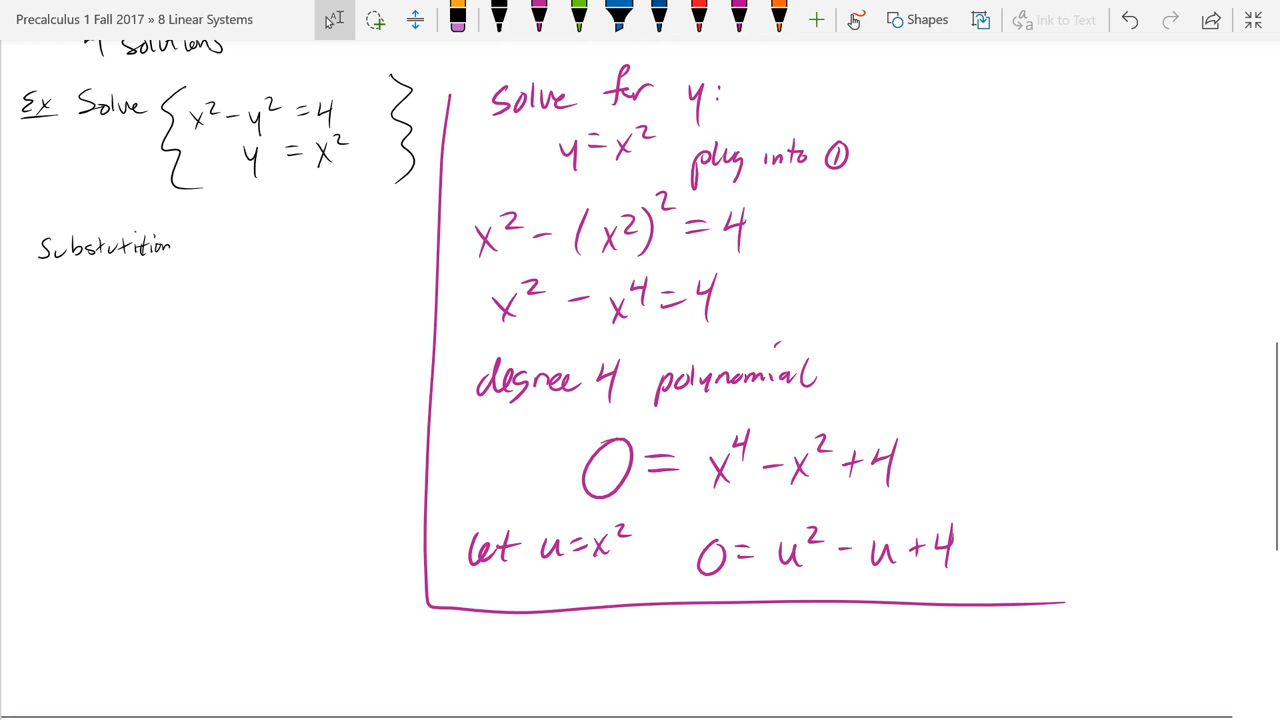 Precalculus 1 Fall 2017 » 8 Linear Systems
Shapes
Ink to Text
4 solutions
Ex Solve { x² - y² = 4
y = x² }
Substutition
Solve for y:
y = x² plug into ①
x² - (x²)² = 4
x² - x⁴ = 4
degree 4 polynomial
0 = x⁴ - x² + 4
let u = x² 0 = u² - u + 4